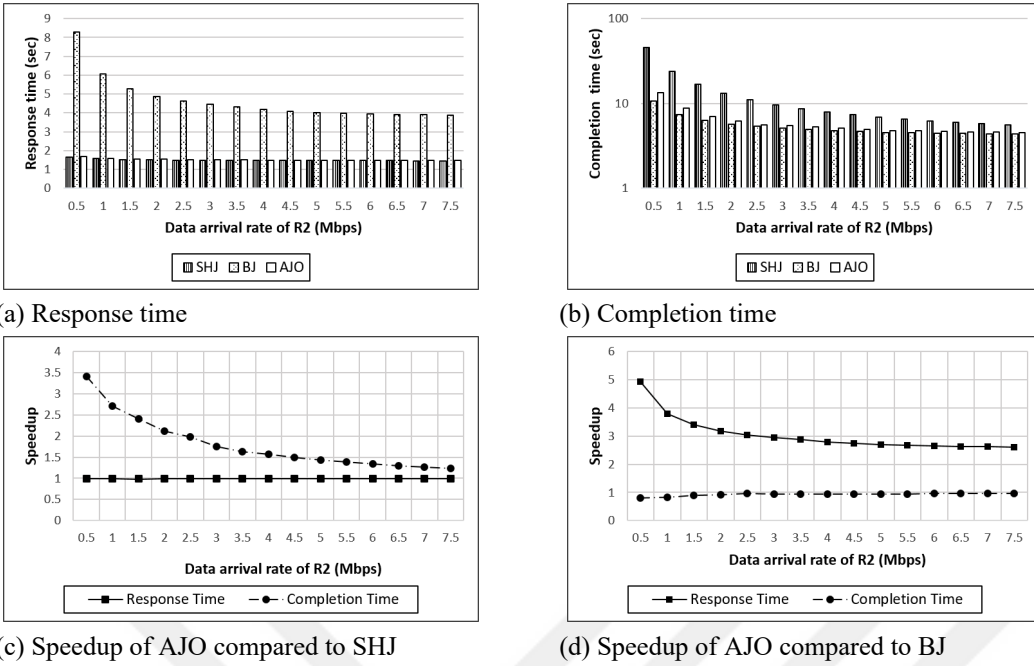 9
8
7
6
5
4
3
2
1
0
Response time (sec)
0.5 1 1.5 2 2.5 3 3.5 4 4.5 5 5.5 6 6.5 7 7.5
Data arrival rate of R2 (Mbps)
SHJ BJ AJO
(a) Response time
100
10
1
Completion time (sec)
0.5 1 1.5 2 2.5 3 3.5 4 4.5 5 5.5 6 6.5 7 7.5
Data arrival rate of R2 (Mbps)
SHJ BJ AJO
(b) Completion time
4
3.5
3
2.5
2
1.5
1
0.5
0
Speedup
0.5 1 1.5 2 2.5 3 3.5 4 4.5 5 5.5 6 6.5 7 7.5
Data arrival rate of R2 (Mbps)
Response Time Completion Time
(c) Speedup of AJO compared to SHJ
6
5
4
3
2
1
0
Speedup
0.5 1 1.5 2 2.5 3 3.5 4 4.5 5 5.5 6 6.5 7 7.5
Data arrival rate of R2 (Mbps)
Response Time Completion Time
(d) Speedup of AJO compared to BJ